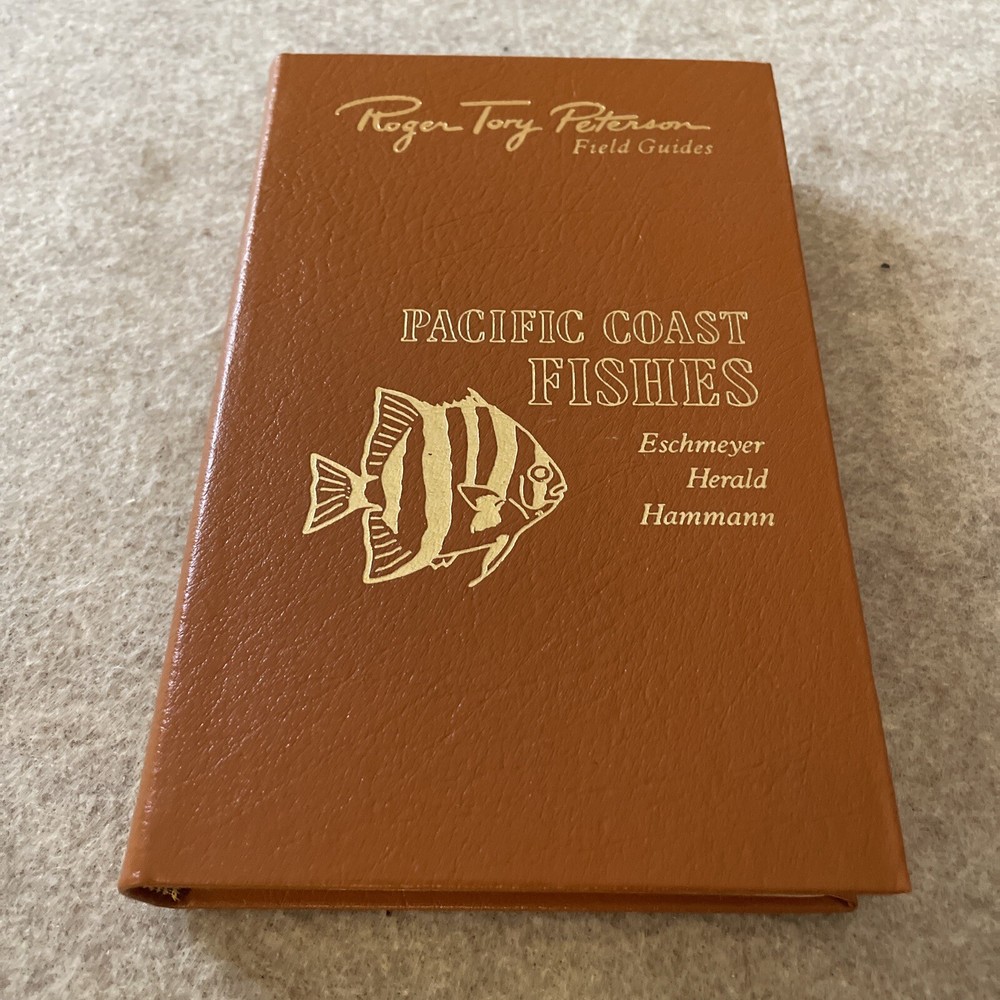 Roger Tory Peterson
Field Guides
PACIFIC COAST
FISHES
Eschmeyer
Herald
Hammann